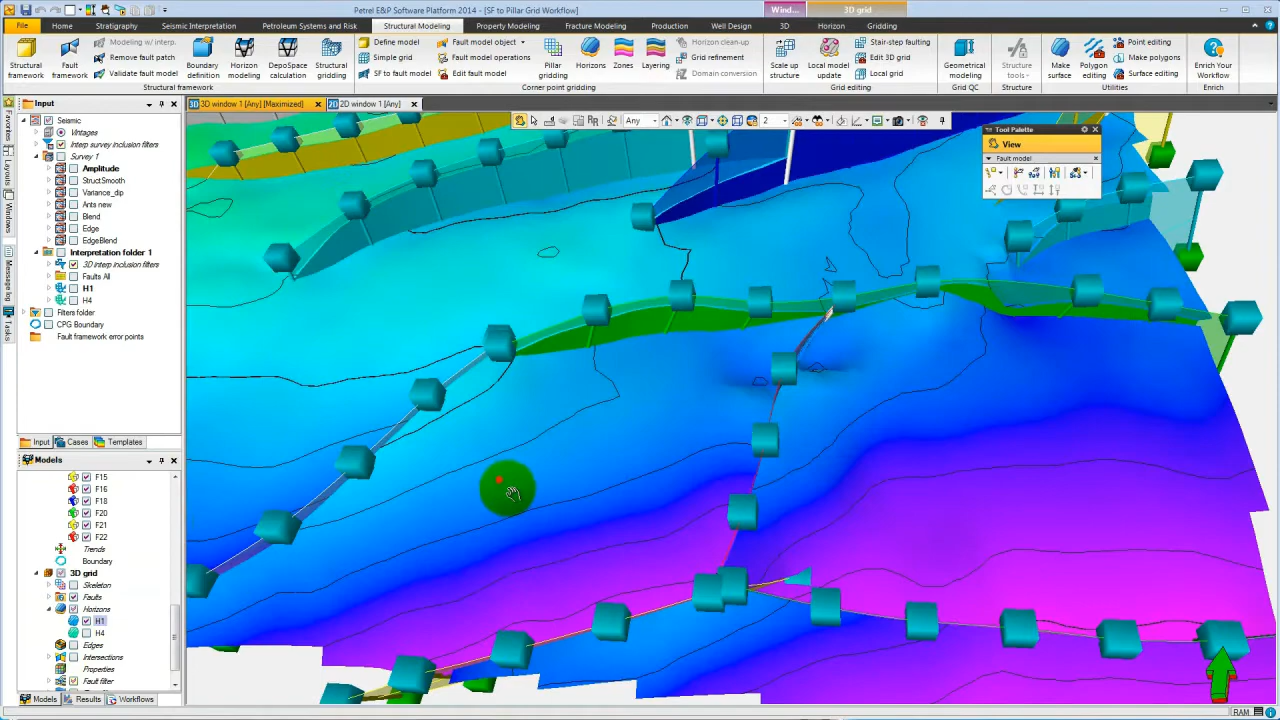 Petrel E&P Software Platform 2014 - [SF to Pillar Grid Workflow]
Wind...
3D grid
File
Home
Stratigraphy
Seismic Interpretation
Petroleum Systems and Risk
Structural Modeling
Property Modeling
Fracture Modeling
Production
Well Design
3D
Horizon
Gridding
Structural framework
Fault framework
Modeling w/ interp.
Remove fault patch
Validate fault model
Boundary definition
Horizon modeling
DepoSpace calculation
Structural gridding
Define model
Simple grid
SF to fault model
Fault model object
Fault model operations
Edit fault model
Pillar gridding
Horizons
Zones
Layering
Horizon clean-up
Grid refinement
Domain conversion
Scale up structure
Local model update
Stair-step faulting
Edit 3D grid
Local grid
Geometrical modeling
Structure tools
Make surface
Polygon editing
Point editing
Make polygons
Surface editing
Enrich Your Workflow
Structural framework
Corner point gridding
Grid editing
Grid QC
Structure
Utilities
Enrich
Favorites
Layouts
Windows
Message log
Tasks
Input
3D window 1 [Any] [Maximized]
2D window 1 [Any]
Any
2
Tool Palette
View
Fault model
Seismic
Vintages
Interp survey inclusion filters
Survey 1
Amplitude
StructSmooth
Variance_dip
Ants new
Blend
Edge
EdgeBlend
Interpretation folder 1
3D interp inclusion filters
Faults All
H1
H4
Filters folder
CPG Boundary
Fault framework error points
Input
Cases
Templates
Models
F15
F16
F18
F20
F21
F22
Trends
Boundary
3D grid
Skeleton
Faults
Horizons
H1
H4
Edges
Intersections
Properties
Fault filter
Models
Results
Workflows
RAM